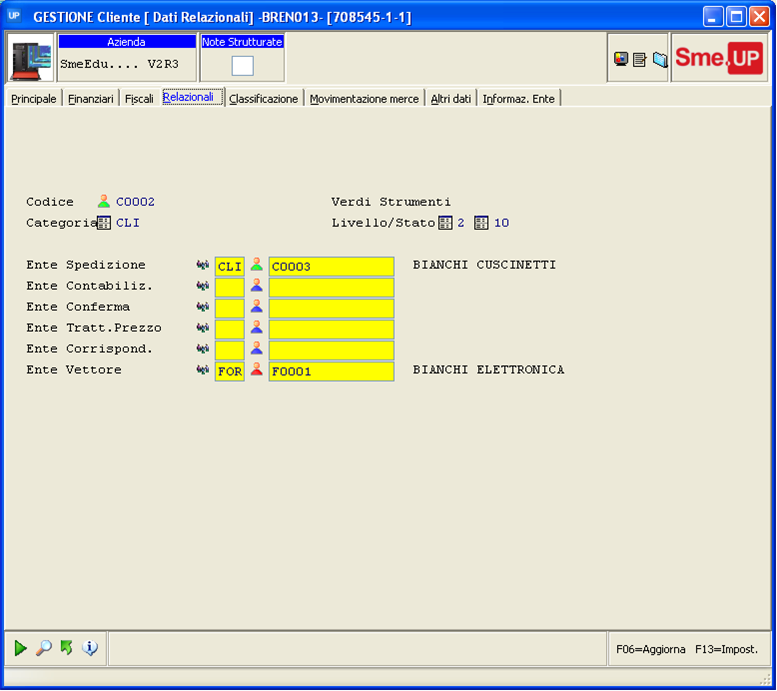 UP GESTIONE Cliente [ Dati Relazionali] -BREN013- [708545-1-1]
Azienda
Note Strutturate
SmeEdu.... V2R3
Sme.UP
Principale Finanziari Fiscali Relazionali Classificazione Movimentazione merce Altri dati Informaz. Ente
Codice C0002 Verdi Strumenti
Categoria CLI Livello/Stato 2 10
Ente Spedizione CLI C0003 BIANCHI CUSCINETTI
Ente Contabiliz.
Ente Conferma
Ente Tratt.Prezzo
Ente Corrispond.
Ente Vettore FOR F0001 BIANCHI ELETTRONICA
F06=Aggiorna F13=Impost.